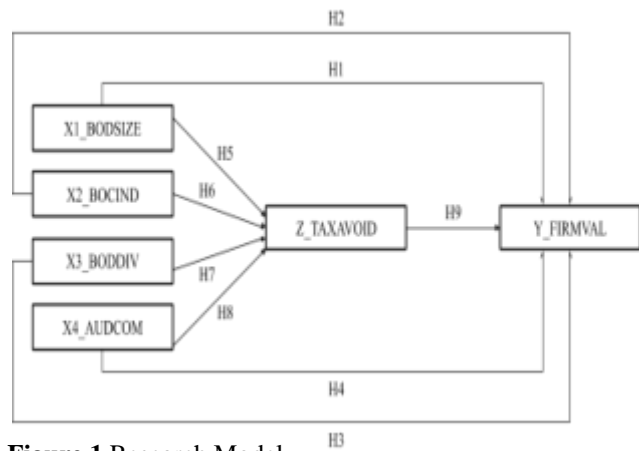 H2
H1
X1_BODSIZE
H5
X2_BOCIND
H6
Z_TAXAVOID
H9
Y_FIRMVAL
X3_BODDIV
H7
H8
X4_AUDCOM
H4
H3
Figure 1 Research Model